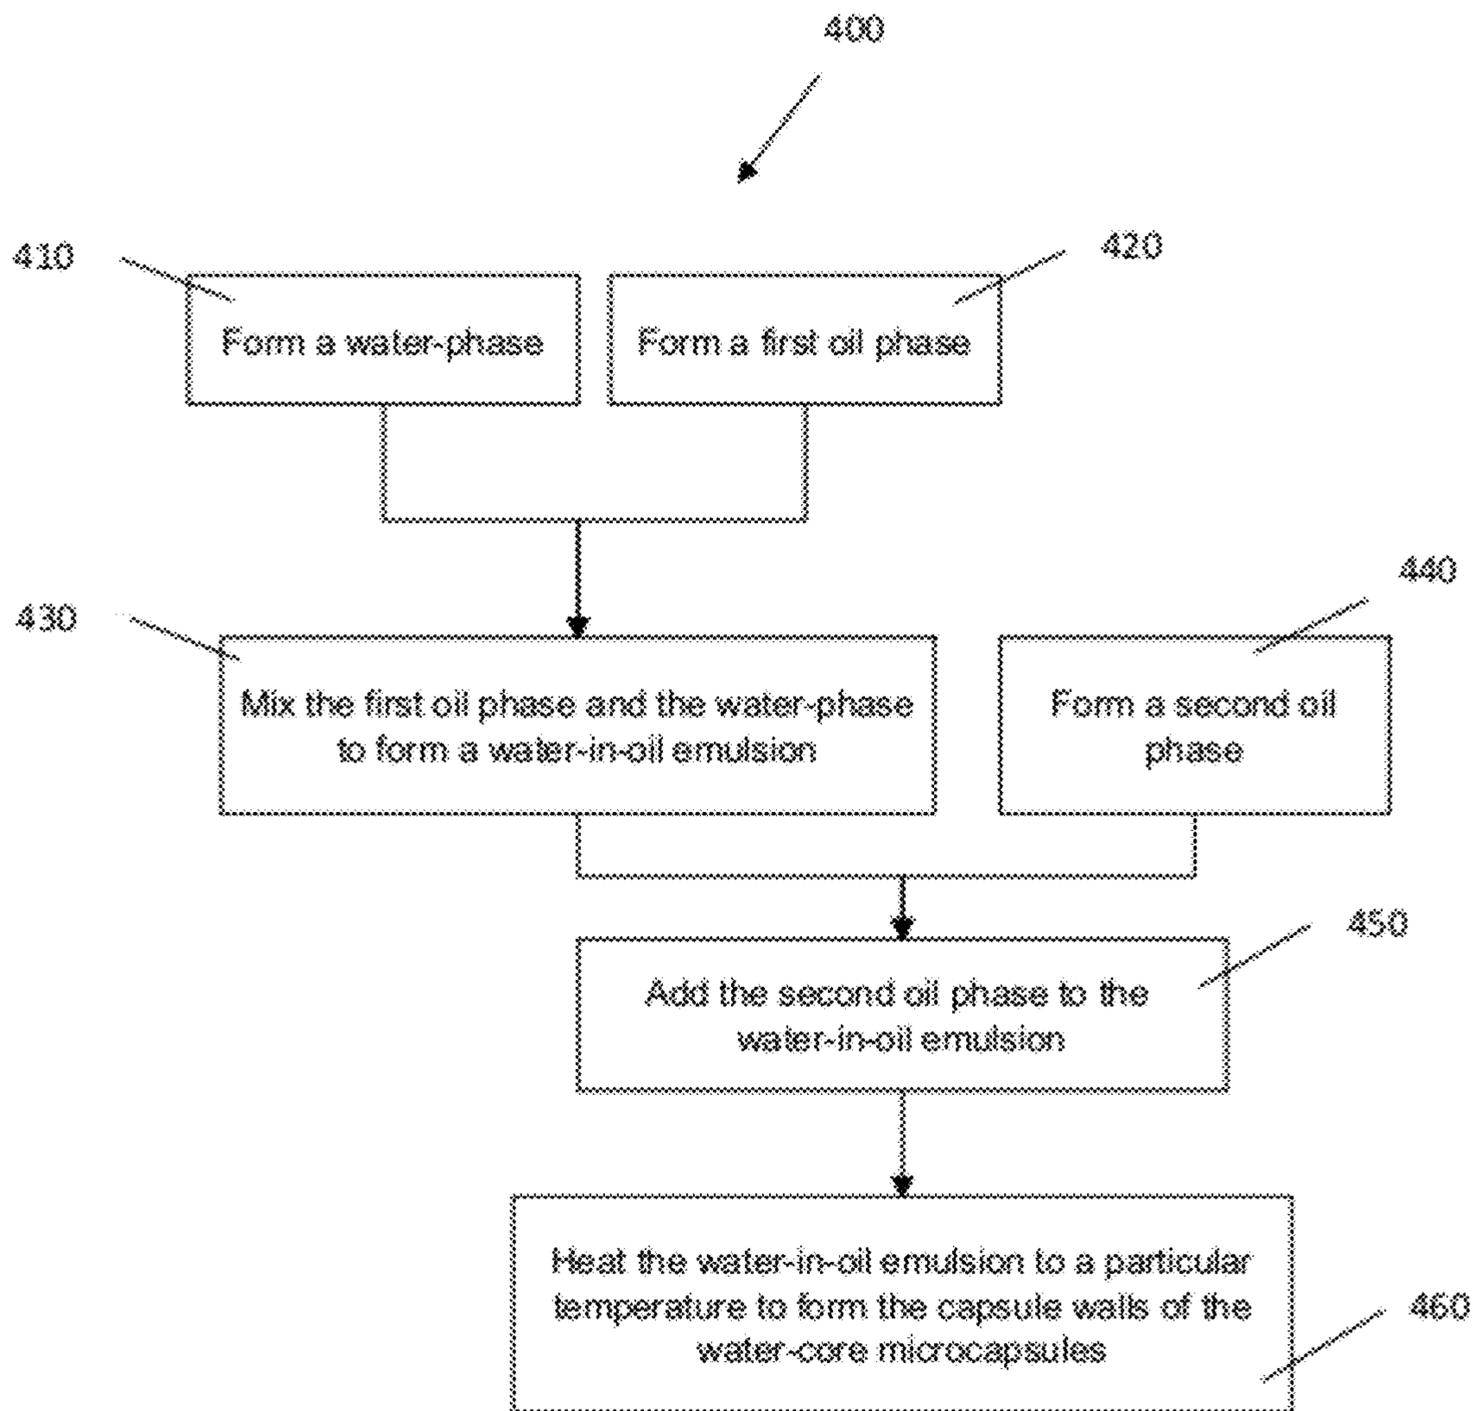 400
410
420
Form a water-phase
Form a first oil phase
440
430
Mix the first oil phase and the water-phase
to form a water-in-oil emulsion
Form a second oil
phase
450
Add the second oil phase to the
water-in-oil emulsion
Heat the water-in-oil emulsion to a particular
temperature to form the capsule walls of the
water-core microcapsules
460